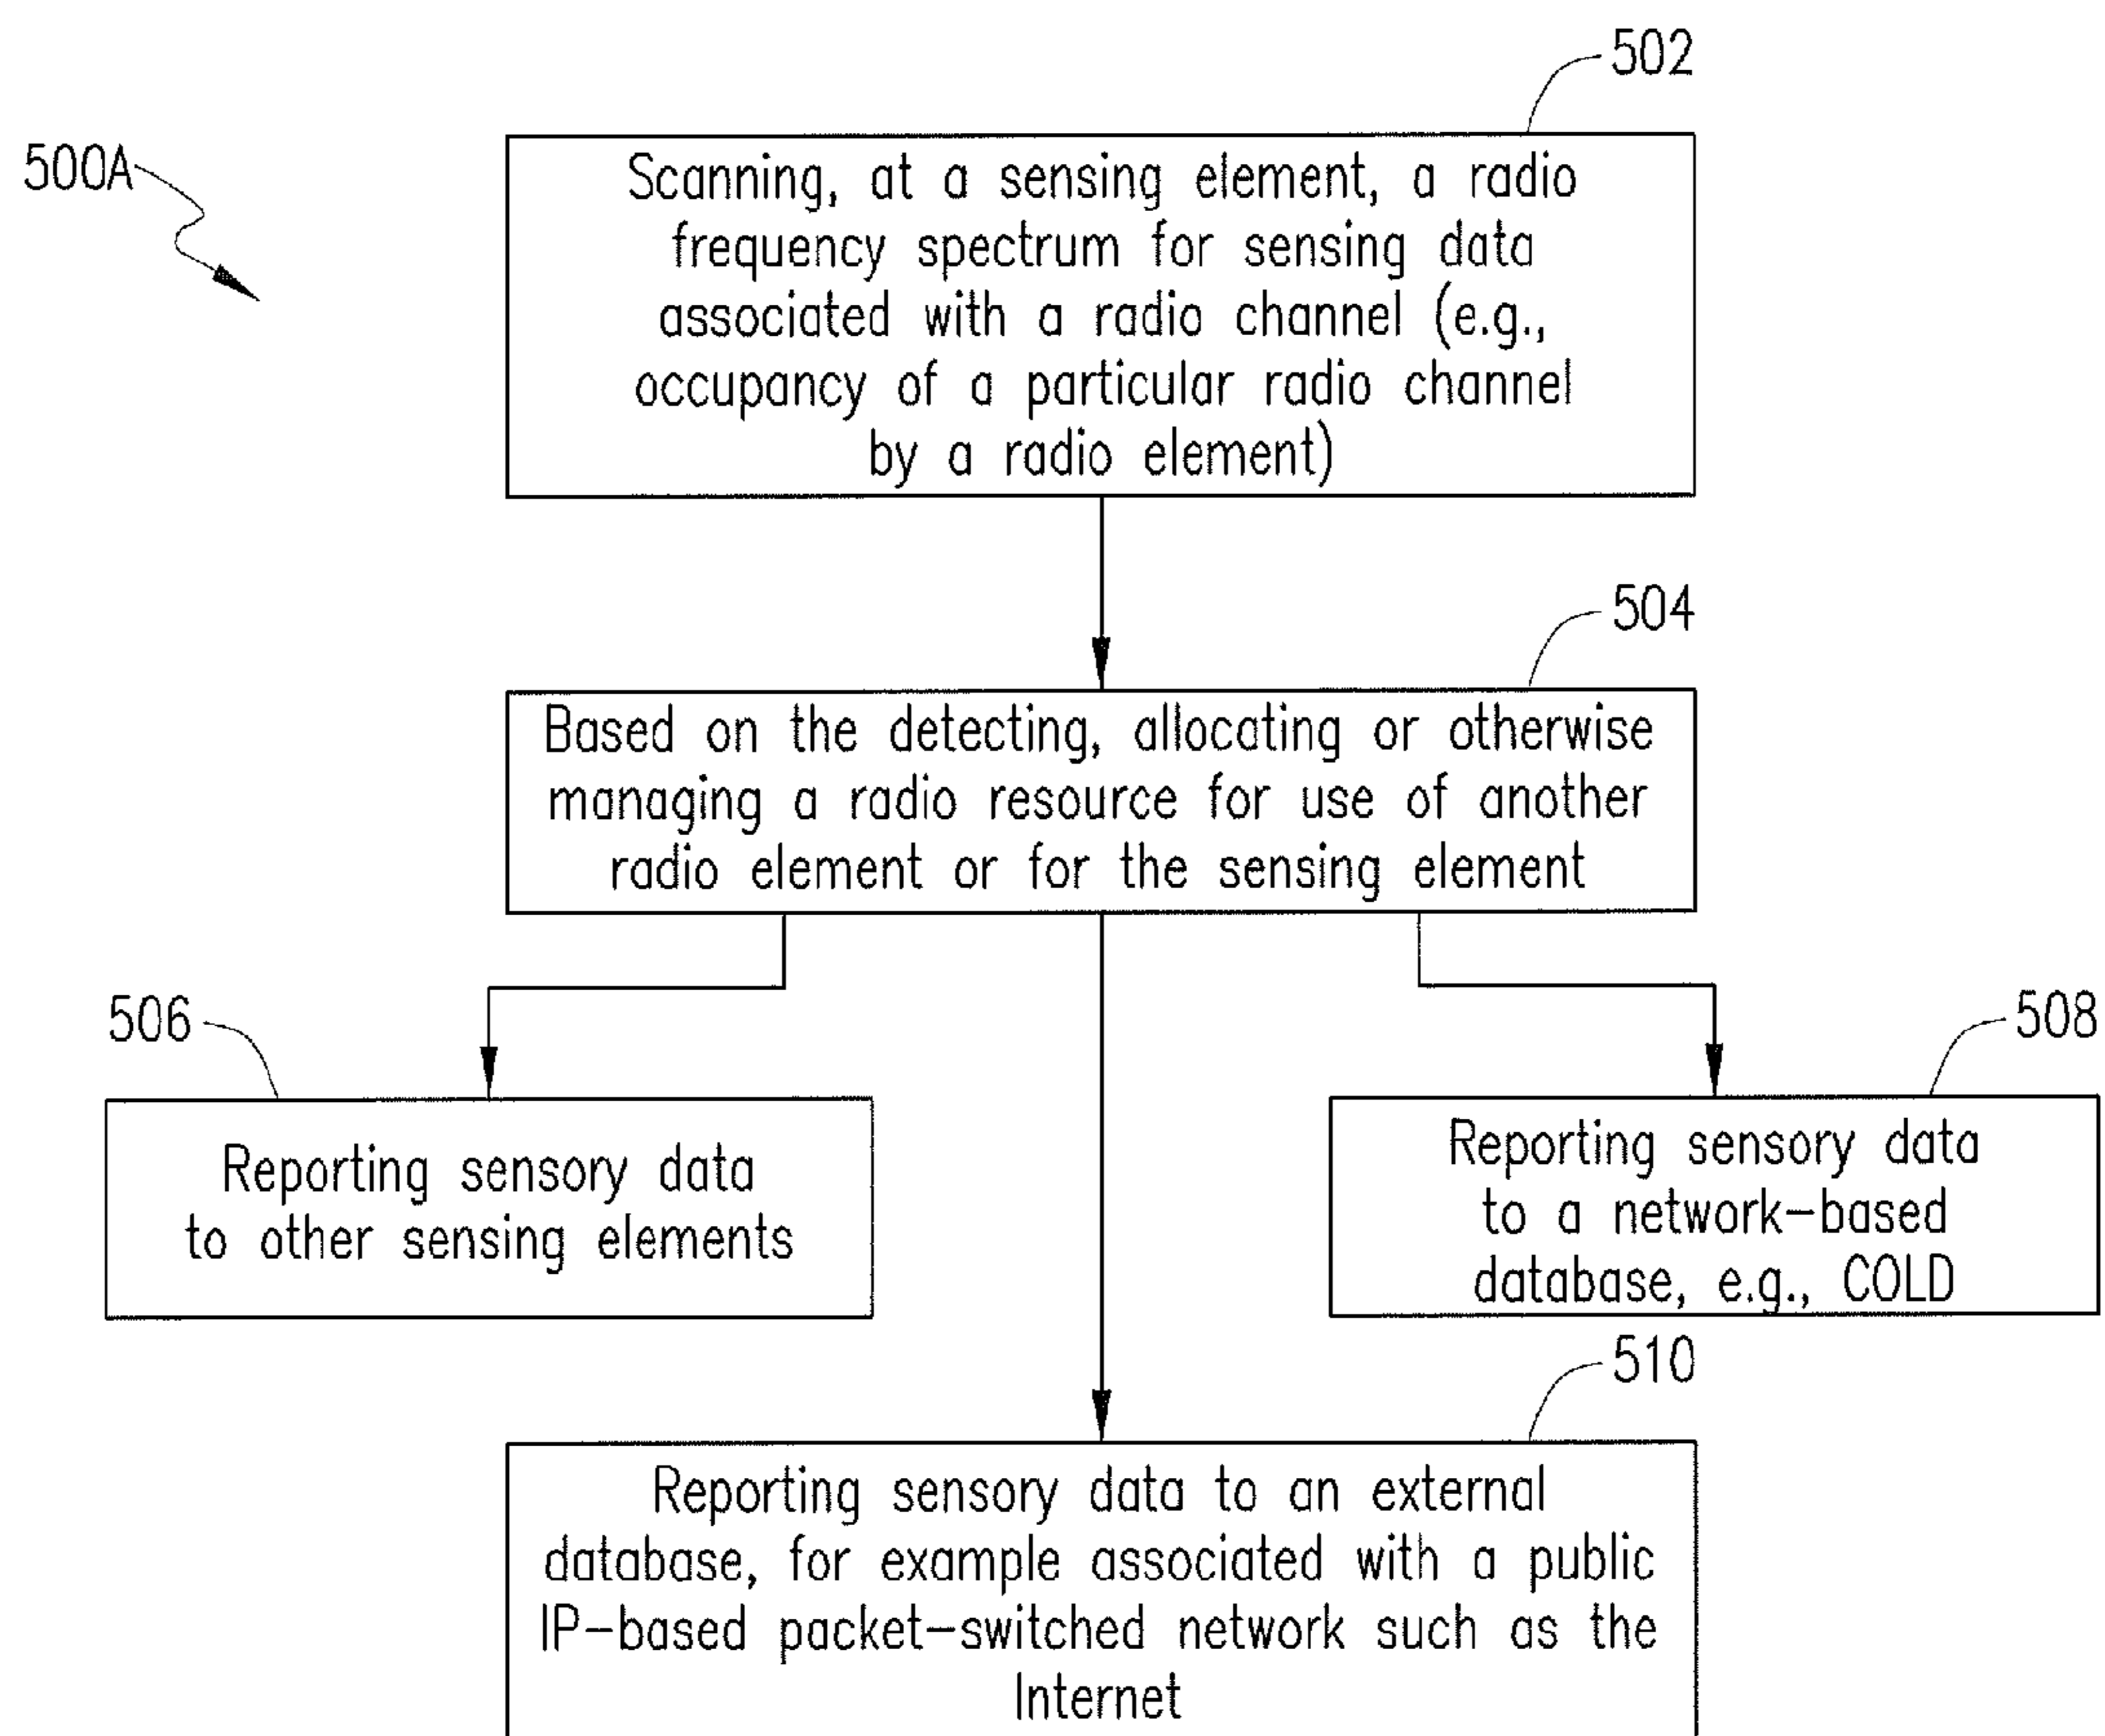 502
500A
Scanning, at a sensing element, a radio
frequency spectrum for sensing data
associated with a radio channel (e.g.,
occupancy of a particular radio channel
by a radio element)
504
Based on the detecting, allocating or otherwise
managing a radio resource for use of another
radio element or for the sensing element
506
Reporting sensory data
to other sensing elements
508
Reporting sensory data
to a network-based
database, e.g., COLD
510
Reporting sensory data to an external
database, for example associated with a public
IP-based packet-switched network such as the
Internet